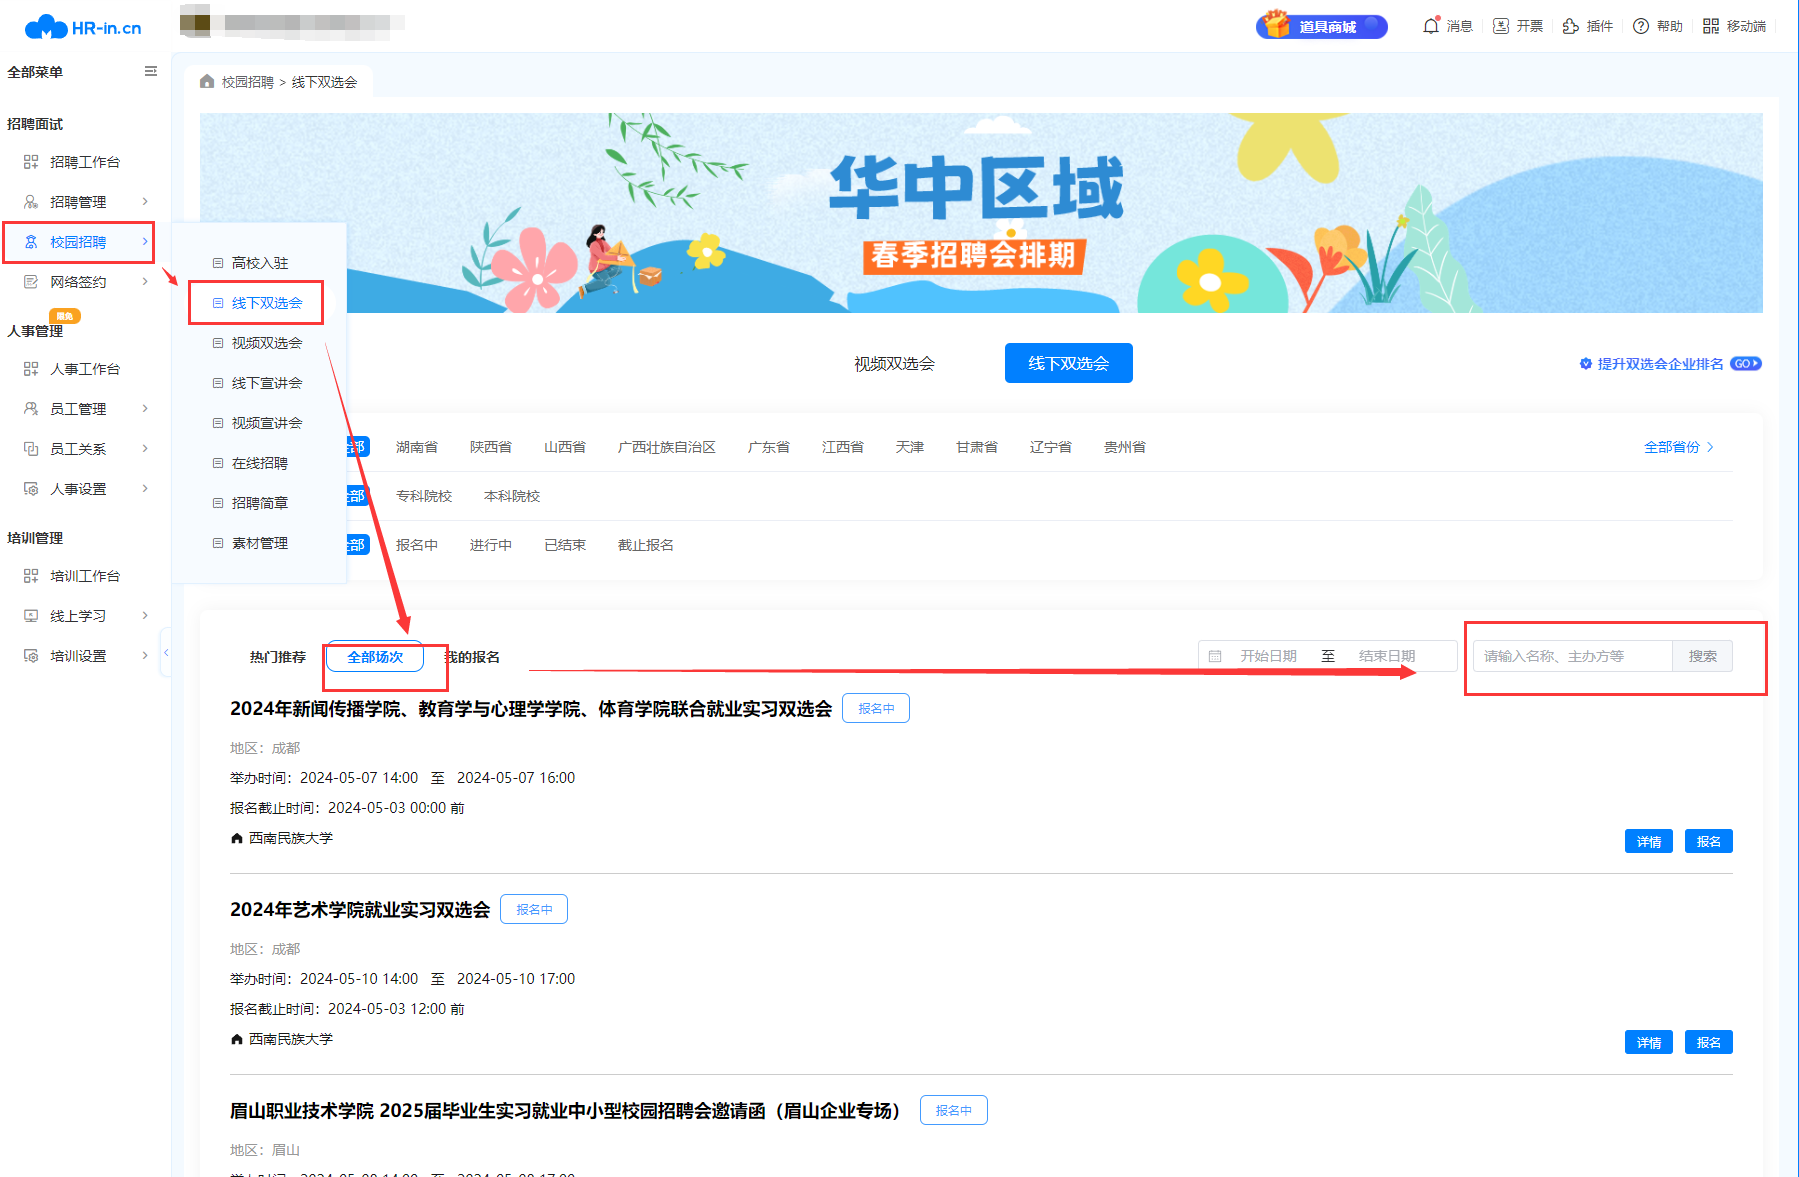 HR-in.cn
道具商城
消息
开票
插件
帮助
移动端
全部菜单
校园招聘 > 线下双选会
招聘面试
招聘工作台
招聘管理
校园招聘
网络签约
限免
人事管理
人事工作台
员工管理
员工关系
人事设置
培训管理
培训工作台
线上学习
培训设置
高校入驻
线下双选会
视频双选会
线下宣讲会
视频宣讲会
在线招聘
招聘简章
素材管理
华中区域
春季招聘会排期
视频双选会
线下双选会
提升双选会企业排名 GO
全部 湖南省 陕西省 山西省 广西壮族自治区 广东省 江西省 天津 甘肃省 辽宁省 贵州省 全部省份
全部 专科院校 本科院校
全部 报名中 进行中 已结束 截止报名
热门推荐 全部场次 我的报名 开始日期 至 结束日期 请输入名称、主办方等 搜索
2024年新闻传播学院、教育学与心理学学院、体育学院联合就业实习双选会 报名中
地区：成都
举办时间：2024-05-07 14:00 至 2024-05-07 16:00
报名截止时间：2024-05-03 00:00 前
西南民族大学
详情 报名
2024年艺术学院就业实习双选会 报名中
地区：成都
举办时间：2024-05-10 14:00 至 2024-05-10 17:00
报名截止时间：2024-05-03 12:00 前
西南民族大学
详情 报名
眉山职业技术学院 2025届毕业生实习就业中小型校园招聘会邀请函（眉山企业专场） 报名中
地区：眉山